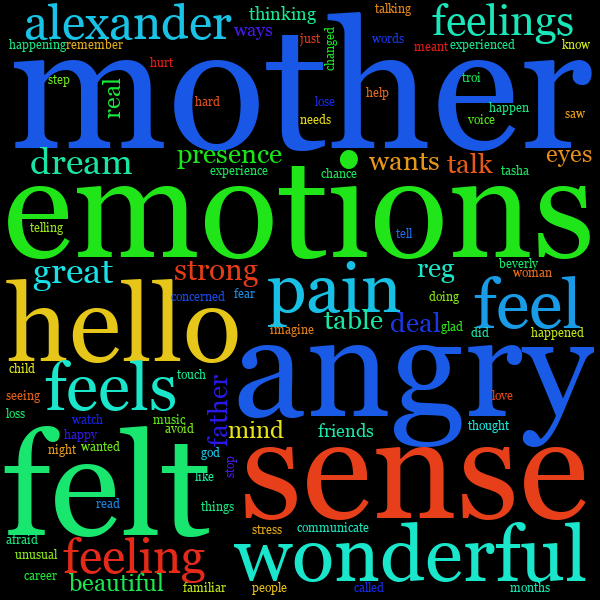 alexander
thinking
talking
feelings
ways
happening
remember
just
changed
words
meant
experienced
know
mother
hurt
step
real
hard
lose
help
troi
happen
needs
voice
saw
dream
presence
experience
chance
wants
talk
tasha
eyes
emotions
telling
tell
great
strong
reg
beverly
woman
hello
concerned
fear
pain
doing
feel
imagine
table
deal
glad
did
happened
child
feels
touch
angry
seeing
loss
love
father
watch
music
happy
avoid
mind
friends
thought
felt
night
wanted
god
stop
sense
like
read
things
afraid
stress
communicate
unusual
feeling
wonderful
career
beautiful
familiar
people
called
months